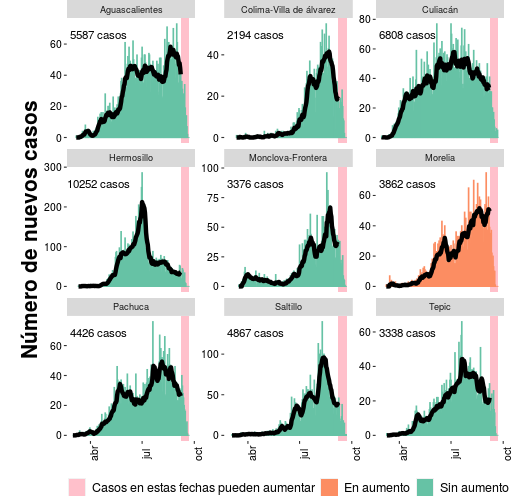 Número de nuevos casos
Aguascalientes
5587 casos
60
40
20
0
Colima-Villa de álvarez
2194 casos
40
20
0
Culiacán
6808 casos
80
60
40
20
0
Hermosillo
10252 casos
300
200
100
0
Monclova-Frontera
3376 casos
100
75
50
25
0
Morelia
3862 casos
60
40
20
0
Pachuca
4426 casos
60
40
20
0
Saltillo
4867 casos
100
50
0
Tepic
3338 casos
60
40
20
0
abr jul oct
abr jul oct
abr jul oct
Casos en estas fechas pueden aumentar En aumento Sin aumento